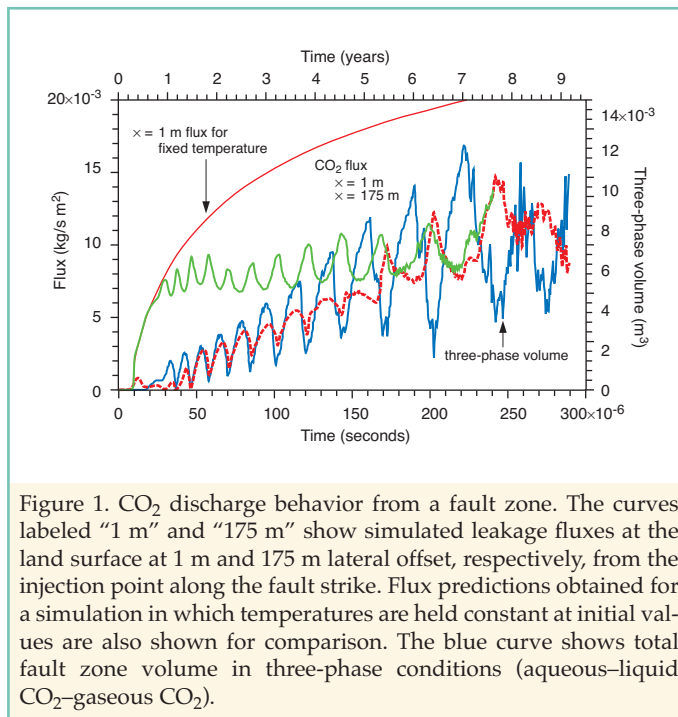 Time (years)
0 1 2 3 4 5 6 7 8 9
20×10-3
15
10
5
0
Flux (kg/s m2)
× = 1 m flux for
fixed temperature
CO2 flux
× = 1 m
× = 175 m
three-phase volume
14×10-3
12
10
8
6
4
2
0
Three-phase volume (m3)
0 50 100 150 200 250 300×10-6
Time (seconds)
Figure 1. CO2 discharge behavior from a fault zone. The curves
labeled “1 m” and “175 m” show simulated leakage fluxes at the
land surface at 1 m and 175 m lateral offset, respectively, from the
injection point along the fault strike. Flux predictions obtained for
a simulation in which temperatures are held constant at initial val-
ues are also shown for comparison. The blue curve shows total
fault zone volume in three-phase conditions (aqueous–liquid
CO2–gaseous CO2).